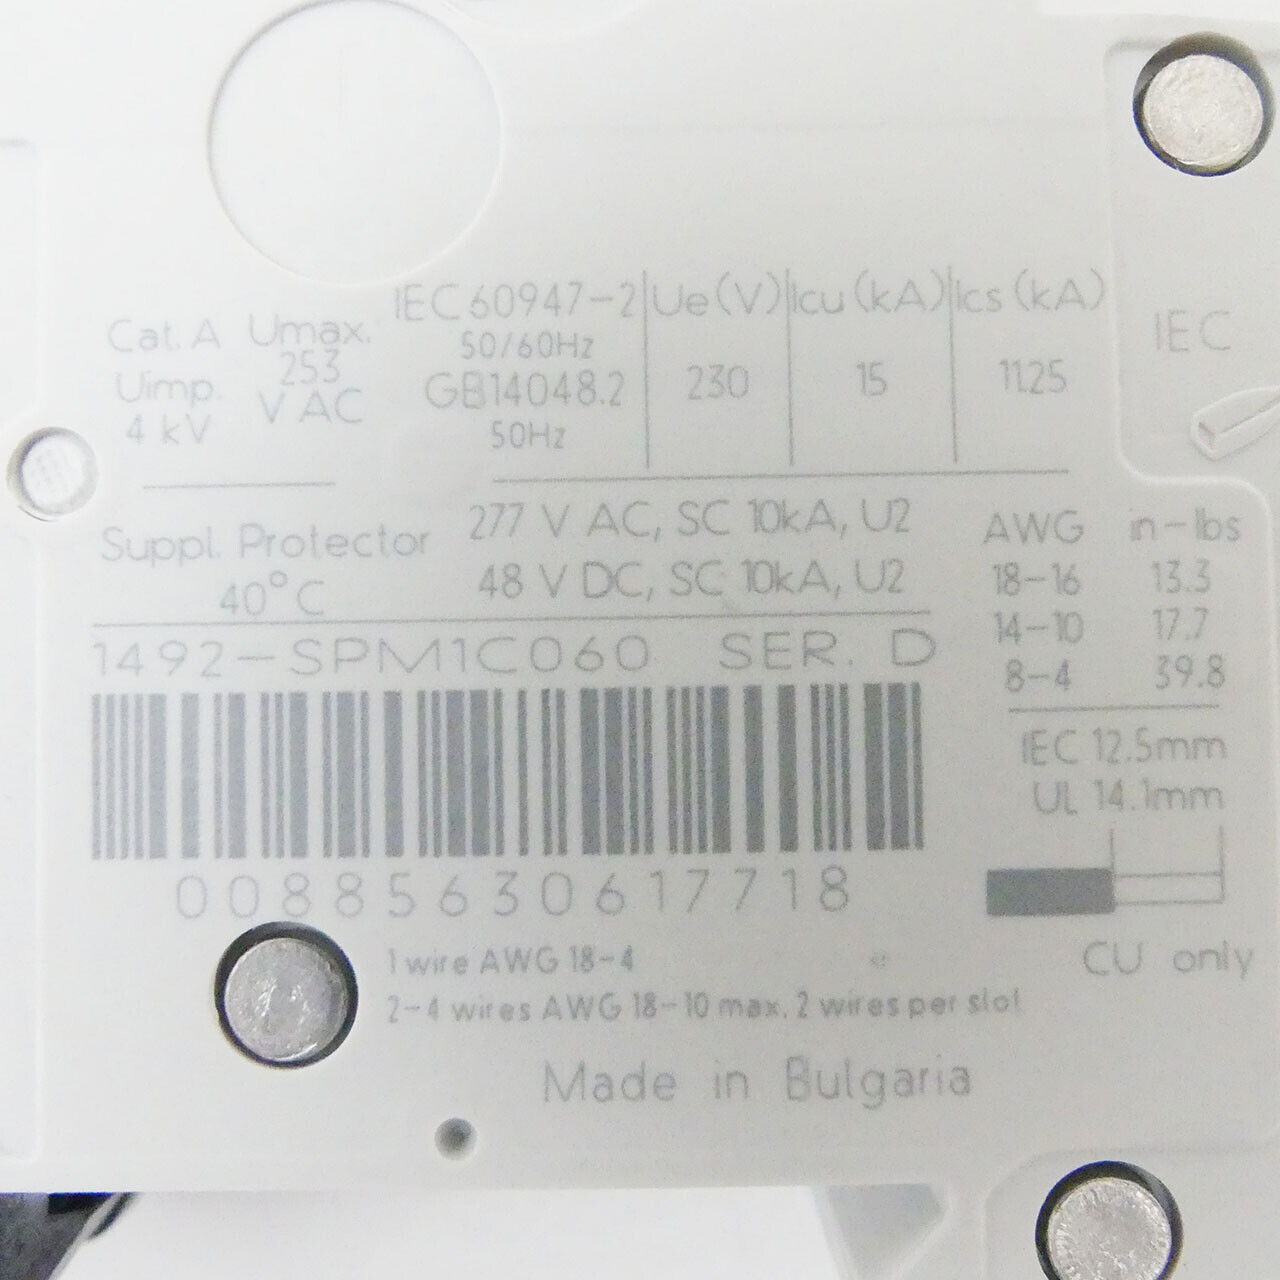 Cat. A
Uimp.
4 kV
Umax.
253
V AC
IEC60947-2 Ue(V) Icu(kA) Ics(kA)
50/60Hz
GB14048.2 230 15 11.25
50Hz
IEC
Suppl. Protector
40°C
277 V AC, SC 10kA, U2
48 V DC, SC 10kA, U2
1492-SPM1C060 SER. D
00885630617718
AWG in-lbs
18-16 13.3
14-10 17.7
8-4 39.8
IEC 12.5mm
UL 14.1mm
CU only
1 wire AWG 18-4
2-4 wires AWG 18-10 max. 2 wires per slot
Made in Bulgaria